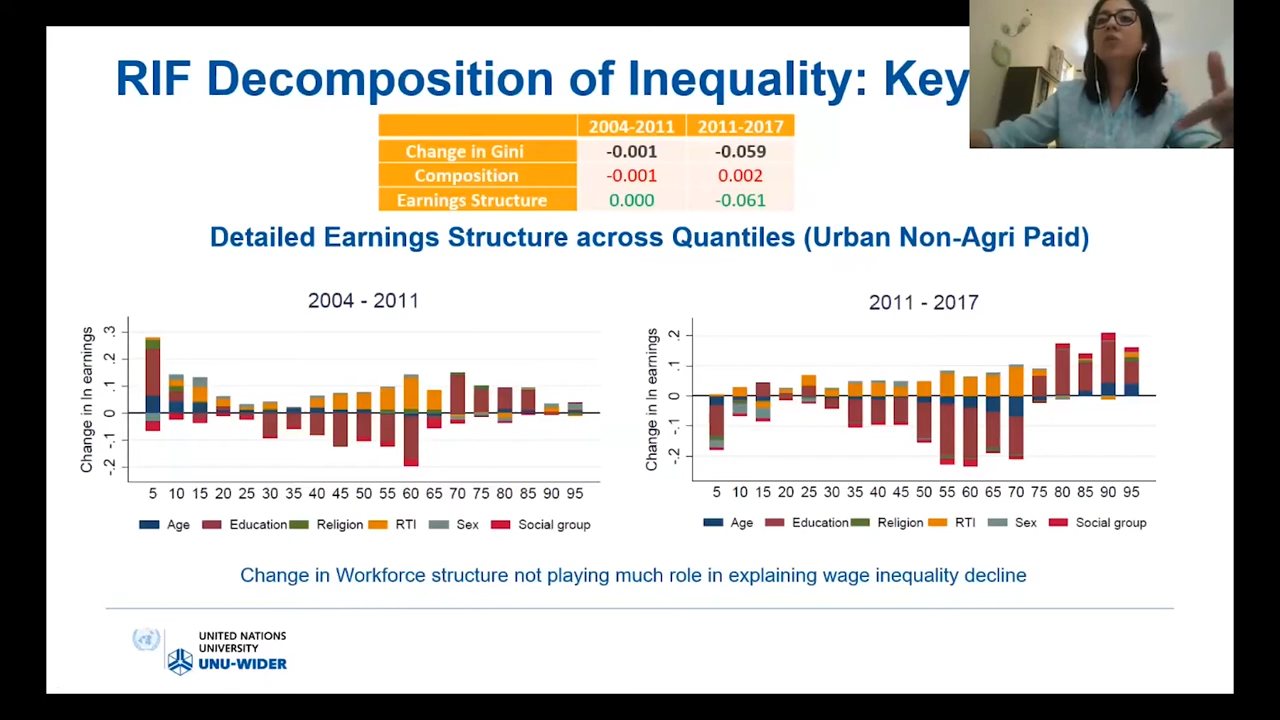 RIF Decomposition of Inequality: Key
2004-2011 2011-2017
Change in Gini -0.001 -0.059
Composition -0.001 0.002
Earnings Structure 0.000 -0.061
Detailed Earnings Structure across Quantiles (Urban Non-Agri Paid)
2004 - 2011
Change in ln earnings
.3
.2
.1
0
-.1
-.2
5 10 15 20 25 30 35 40 45 50 55 60 65 70 75 80 85 90 95
Age Education Religion RTI Sex Social group
2011 - 2017
Change in ln earnings
.2
.1
0
-.1
-.2
5 10 15 20 25 30 35 40 45 50 55 60 65 70 75 80 85 90 95
Age Education Religion RTI Sex Social group
Change in Workforce structure not playing much role in explaining wage inequality decline
UNITED NATIONS
UNIVERSITY
UNU-WIDER